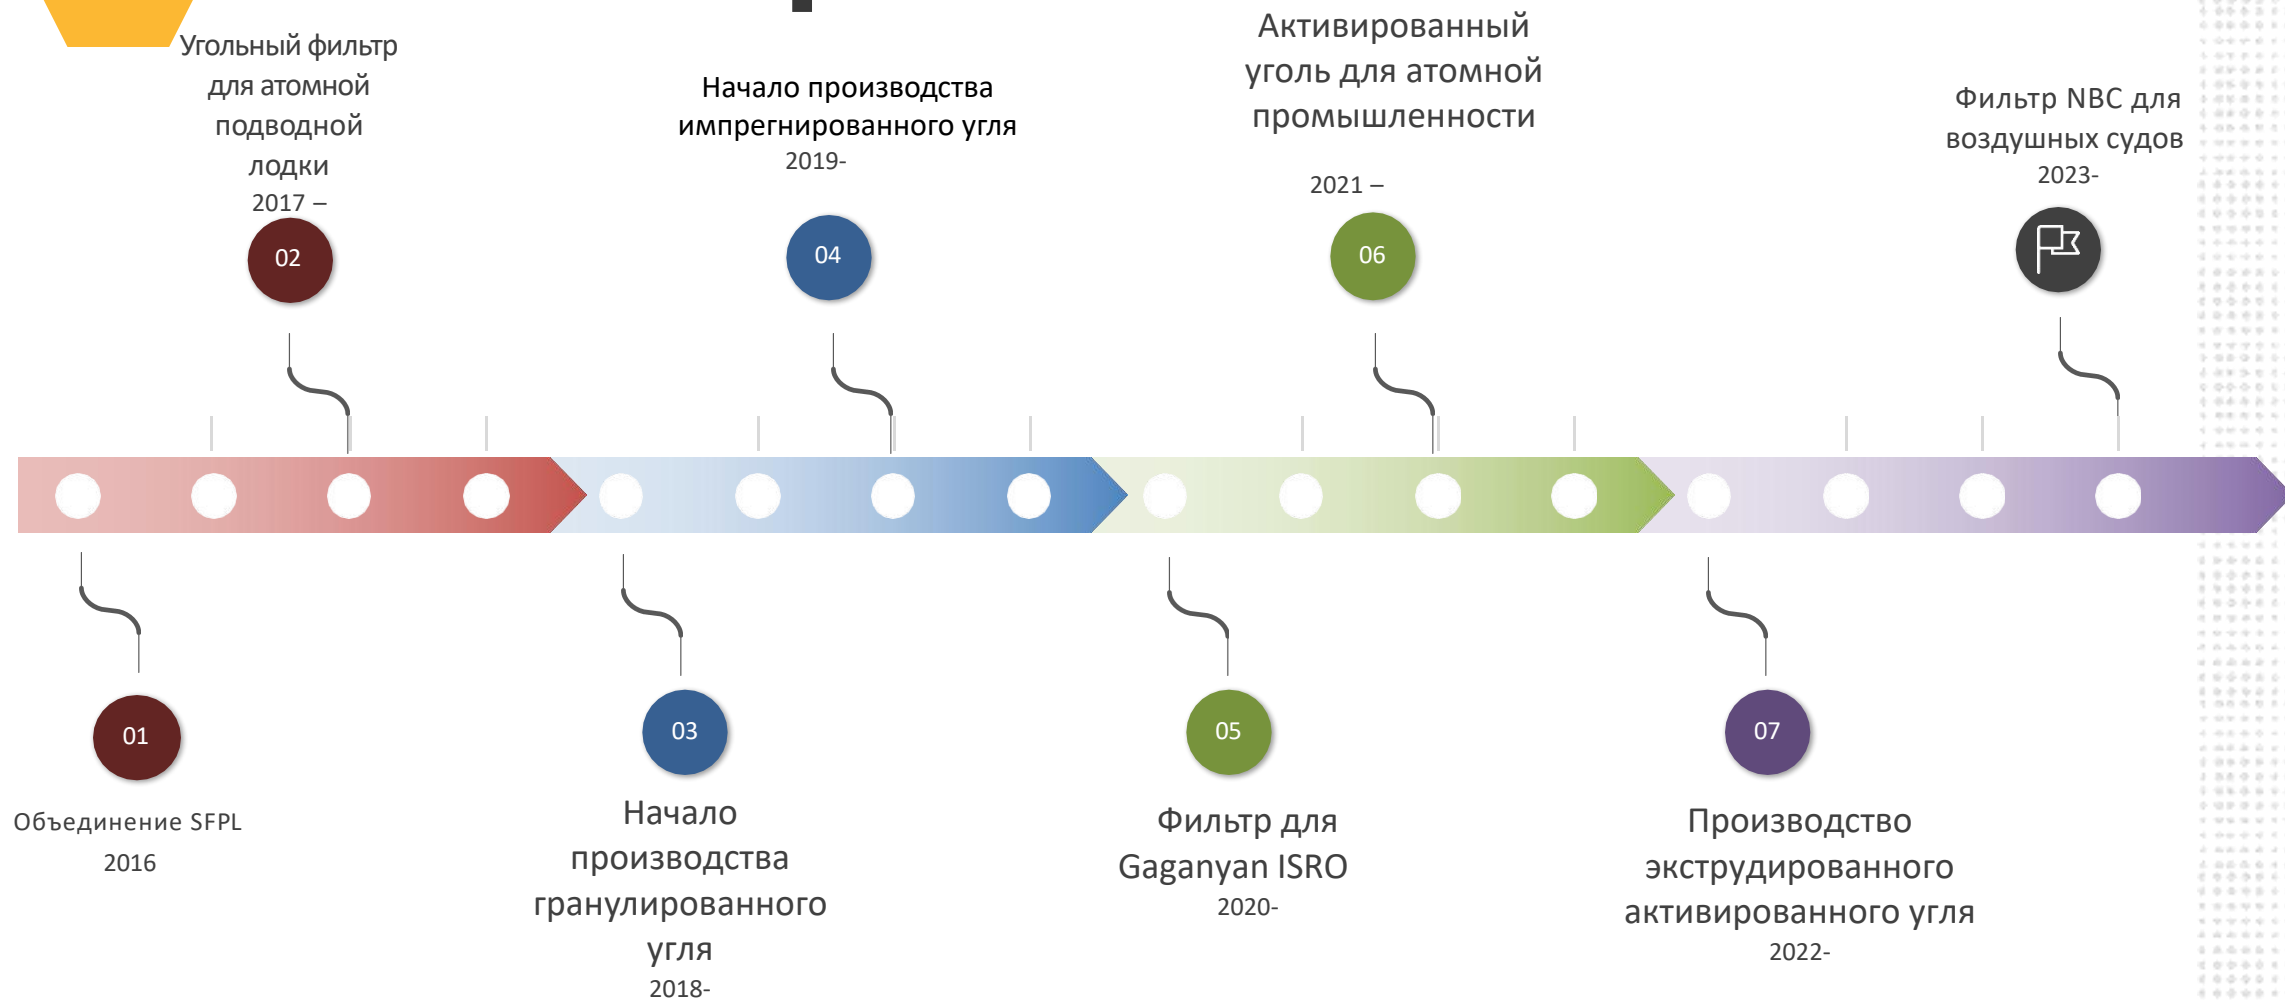 Угольный фильтр
для атомной
подводной
лодки
2017 –
02
Начало производства
импрегнированного угля
2019-
04
Активированный
уголь для атомной
промышленности
2021 –
06
Фильтр NBC для
воздушных судов
2023-
01
Объединение SFPL
2016
03
Начало
производства
гранулированного
угля
2018-
05
Фильтр для
Gaganyan ISRO
2020-
07
Производство
экструдированного
активированного угля
2022-